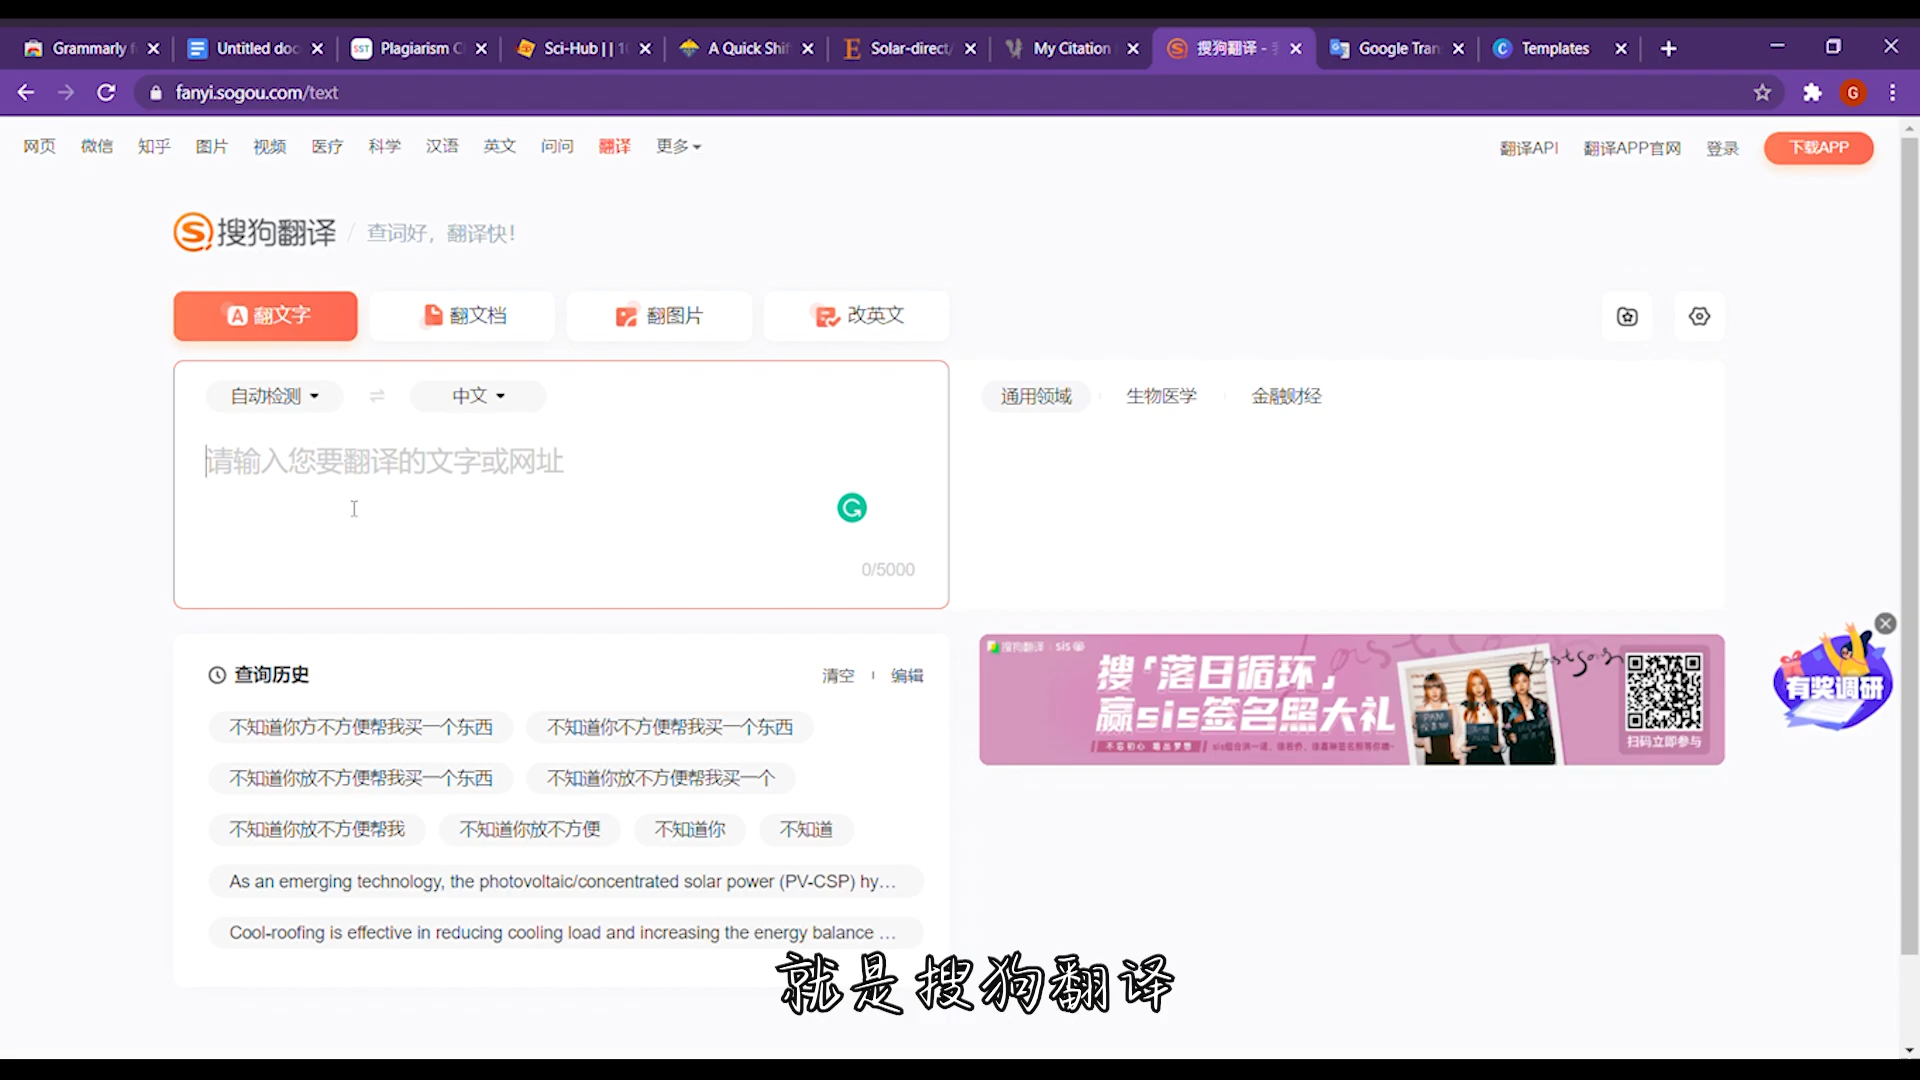 Grammarly f
Untitled doc
Plagiarism C
Sci-Hub || 1
A Quick Shif
Solar-direct/
My Citation
搜狗翻译 -
Google Tran
Templates
fanyi.sogou.com/text
网页 微信 知乎 图片 视频 医疗 科学 汉语 英文 问问 翻译 更多
翻译API 翻译APP官网 登录 下载APP
搜狗翻译 / 查词好，翻译快！
翻文字 翻文档 翻图片 改英文
自动检测 中文
通用领域 生物医学 金融财经
请输入您要翻译的文字或网址
0/5000
查询历史 清空 编辑
不知道你方不方便帮我买一个东西 不知道你不方便帮我买一个东西
不知道你放不方便帮我买一个东西 不知道你放不方便帮我买一个
不知道你放不方便帮我 不知道你放不方便 不知道你 不知道
As an emerging technology, the photovoltaic/concentrated solar power (PV-CSP) hy…
Cool-roofing is effective in reducing cooling load and increasing the energy balance …
搜狗翻译 sis
搜「落日循环」
赢sis签名照大礼
扫码立即参与
有奖调研
就是搜狗翻译